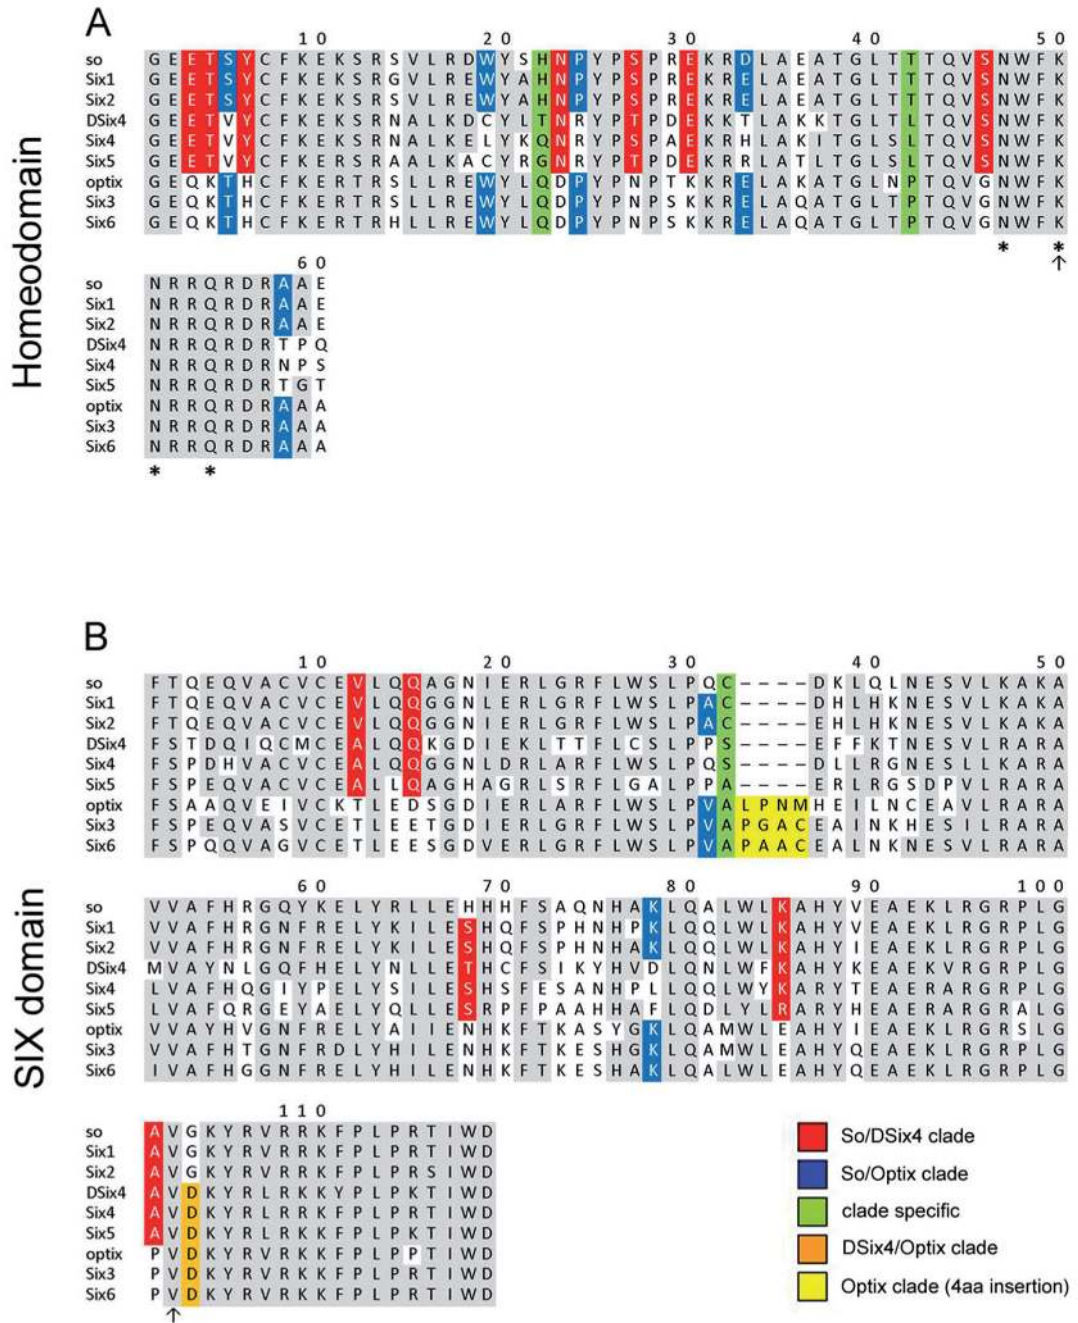 A
10 20 30 40 50
so G E E T S Y C F K E K S R S V L R D W Y S H N P Y P S P R E K R D L A E A T G L T T T Q V S N W F K
Six1 G E E T S Y C F K E K S R G V L R E W Y A H N P Y P S P R E K R E L A E A T G L T T T Q V S N W F K
Six2 G E E T S Y C F K E K S R S V L R E W Y A H N P Y P S P R E K R E L A E A T G L T T T Q V S N W F K
DSix4 G E E T V Y C F K E K S R N A L K D C Y L T N R Y P T P D E K K T L A K K T G L T L T Q V S N W F K
Six4 G E E T V Y C F K E K S R N A L K E L Y K Q N R Y P S P A E K R H L A K I T G L S L T Q V S N W F K
Six5 G E E T V Y C F K E K S R A A L K A C Y R G N R Y P T P D E K R R L A T L T G L S L T Q V S N W F K
optix G E Q K T H C F K E R T R S L L R E W Y L Q D P Y P N P T K K R E L A K A T G L N P T Q V G N W F K
Six3 G E Q K T H C F K E R T R S L L R E W Y L Q D P Y P N P S K K R E L A Q A T G L T P T Q V G N W F K
Six6 G E Q K T H C F K E R T R H L L R E W Y L Q D P Y P N P S K K R E L A Q A T G L T P T Q V G N W F K
* *
↑
60
so N R R Q R D R A A E
Six1 N R R Q R D R A A E
Six2 N R R Q R D R A A E
DSix4 N R R Q R D R T P Q
Six4 N R R Q R D R N P S
Six5 N R R Q R D R T G T
optix N R R Q R D R A A A
Six3 N R R Q R D R A A A
Six6 N R R Q R D R A A A
* *
Homeodomain
B
10 20 30 40 50
so F T Q E Q V A C V C E V L Q Q A G N I E R L G R F L W S L P Q C - - - - D K L Q L N E S V L K A K A
Six1 F T Q E Q V A C V C E V L Q Q G G N L E R L G R F L W S L P A C - - - - D H L H K N E S V L K A K A
Six2 F T Q E Q V A C V C E V L Q Q G G N I E R L G R F L W S L P A C - - - - E H L H K N E S V L K A K A
DSix4 F S T D Q I Q C M C E A L Q Q K G D I E K L T T F L C S L P P S - - - - E F F K T N E S V L R A R A
Six4 F S P D H V A C V C E A L Q Q G G N L D R L A R F L W S L P Q S - - - - D L L R G N E S L L K A R A
Six5 F S P E Q V A C V C E A L L Q A G H A G R L S R F L G A L P P A - - - - E R L R G S D P V L R A R A
optix F S A A Q V E I V C K T L E D S G D I E R L A R F L W S L P V A L P N M H E I L N C E A V L R A R A
Six3 F S P E Q V A S V C E T L E E T G D I E R L G R F L W S L P V A P G A C E A I N K H E S I L R A R A
Six6 F S P Q Q V A G V C E T L E E S G D V E R L G R F L W S L P V A P A A C E A L N K N E S V L R A R A
60 70 80 90 100
so V V A F H R G Q Y K E L Y R L L E H H H F S A Q N H A K L Q A L W L K A H Y V E A E K L R G R P L G
Six1 V V A F H R G N F R E L Y K I L E S H Q F S P H N H P K L Q Q L W L K A H Y V E A E K L R G R P L G
Six2 V V A F H R G N F R E L Y K I L E S H Q F S P H N H A K L Q Q L W L K A H Y I E A E K L R G R P L G
DSix4 M V A Y N L G Q F H E L Y N L L E T H C F S I K Y H V D L Q N L W F K A H Y K E A E K V R G R P L G
Six4 L V A F H Q G I Y P E L Y S I L E S H S F E S A N H P L L Q Q L W Y K A R Y T E A E R A R G R P L G
Six5 L V A F Q R G E Y A E L Y Q L L E S R P F P A A H H A F L Q D L Y L R A R Y H E A E R A R G R A L G
optix V V A Y H V G N F R E L Y A I I E N H K F T K A S Y G K L Q A M W L E A H Y I E A E K L R G R S L G
Six3 V V A F H T G N F R D L Y H I L E N H K F T K E S H G K L Q A M W L E A H Y Q E A E K L R G R P L G
Six6 I V A F H G G N F R E L Y H I L E N H K F T K E S H A K L Q A L W L E A H Y Q E A E K L R G R P L G
SIX domain
110
so A V G K Y R V R R K F P L P R T I W D
Six1 A V G K Y R V R R K F P L P R T I W D
Six2 A V G K Y R V R R K F P L P R S I W D
DSix4 A V D K Y R L R K K Y P L P K T I W D
Six4 A V D K Y R L R R K F P L P R T I W D
Six5 A V D K Y R L R K K F P L P K T I W D
optix P V D K Y R V R K K F P L P P T I W D
Six3 P V D K Y R V R K K F P L P R T I W D
Six6 P V D K Y R V R K K F P L P R T I W D
↑
So/DSix4 clade
So/Optix clade
clade specific
DSix4/Optix clade
Optix clade (4aa insertion)